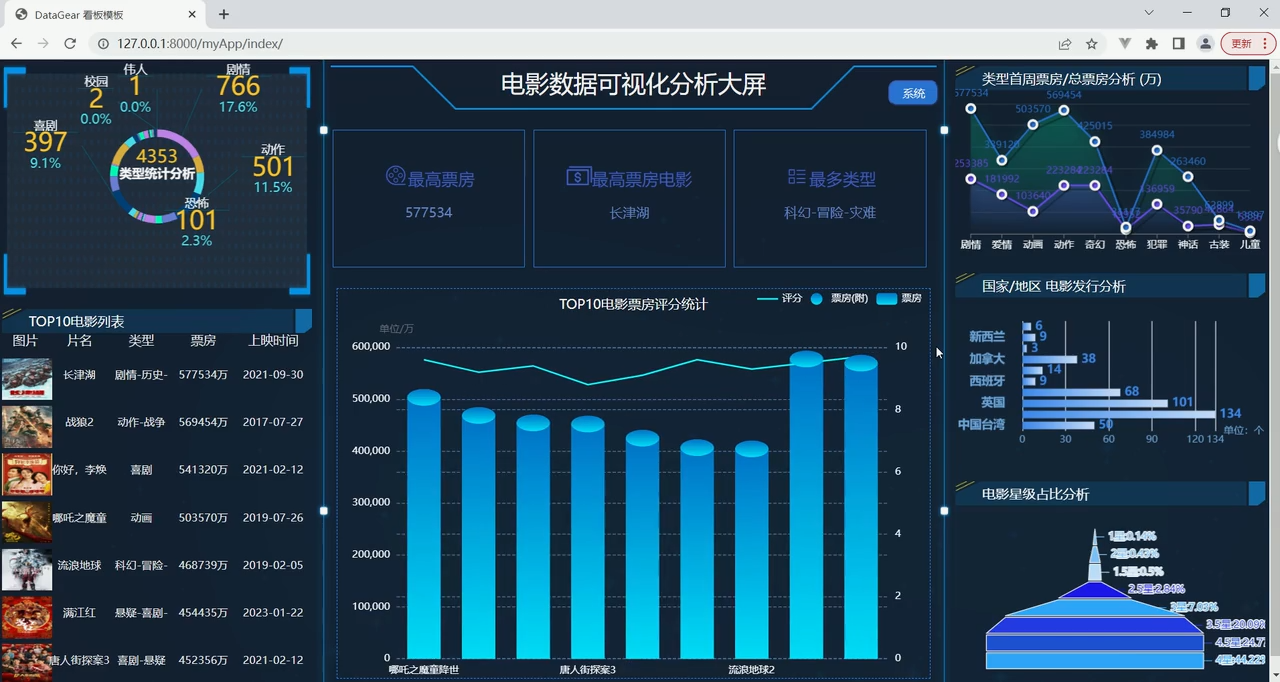 DataGear 看板模板
127.0.0.1:8000/myApp/index/
更新
伟人
1
0.0%
校园
2
0.0%
剧情
766
17.6%
喜剧
397
9.1%
动作
501
11.5%
4353
类型统计分析
恐怖
101
2.3%
TOP10电影列表
图片 片名 类型 票房 上映时间
长津湖 剧情-历史- 577534万 2021-09-30
战狼2 动作-战争 569454万 2017-07-27
你好，李焕 喜剧 541320万 2021-02-12
哪吒之魔童 动画 503570万 2019-07-26
流浪地球 科幻-冒险- 468739万 2019-02-05
满江红 悬疑-喜剧- 454435万 2023-01-22
唐人街探案3 喜剧-悬疑 452356万 2021-02-12
电影数据可视化分析大屏
系统
最高票房
577534
最高票房电影
长津湖
最多类型
科幻-冒险-灾难
TOP10电影票房评分统计
评分 票房(附) 票房
单位/万
600,000
500,000
400,000
300,000
200,000
100,000
0
10
8
6
4
2
0
哪吒之魔童降世 唐人街探案3 流浪地球2
类型首周票房/总票房分析 (万)
577534
339120
503570
569454
425015
384984
263460
52899
13897
253385
181992
103640
223284
223284
136959
35790
剧情 爱情 动画 动作 奇幻 恐怖 犯罪 神话 古装 儿童
国家/地区 电影发行分析
6
新西兰 9
3
加拿大 38
14
西班牙 9
68
英国 101
134
中国台湾 50
单位：个
0 30 60 90 120 134
电影星级占比分析
1星:0.14%
2星:0.43%
1.5星:0.5%
2.5星:2.84%
3星:7.03%